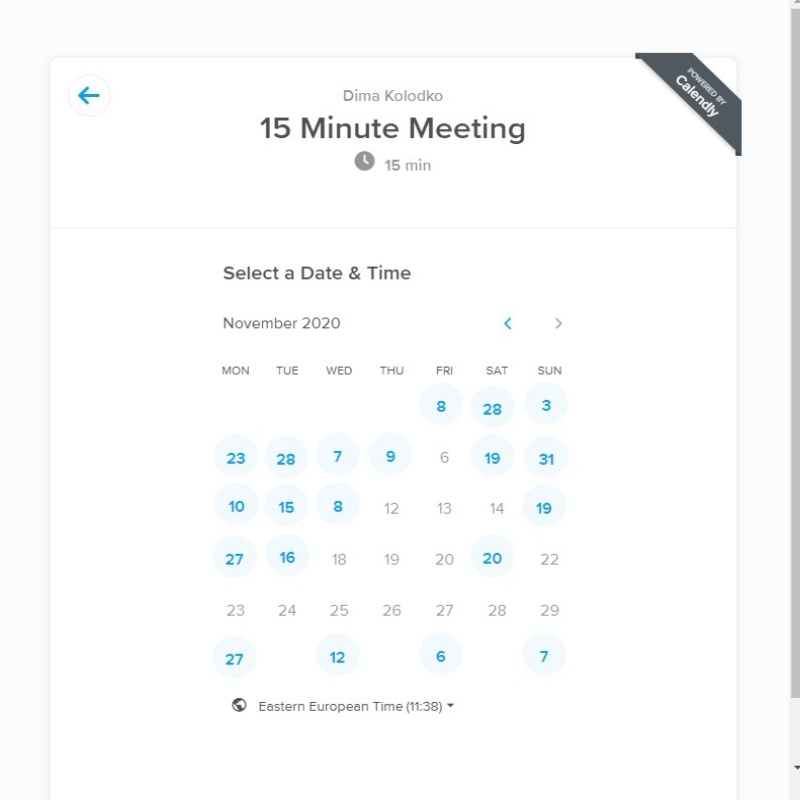 POWERED BY
Calendly
Dima Kolodko
15 Minute Meeting
15 min
Select a Date & Time
November 2020
MON TUE WED THU FRI SAT SUN
8 28 3
23 28 7 9 6 19 31
10 15 8 12 13 14 19
27 16 18 19 20 20 22
23 24 25 26 27 28 29
27 12 6 7
Eastern European Time (11:38)